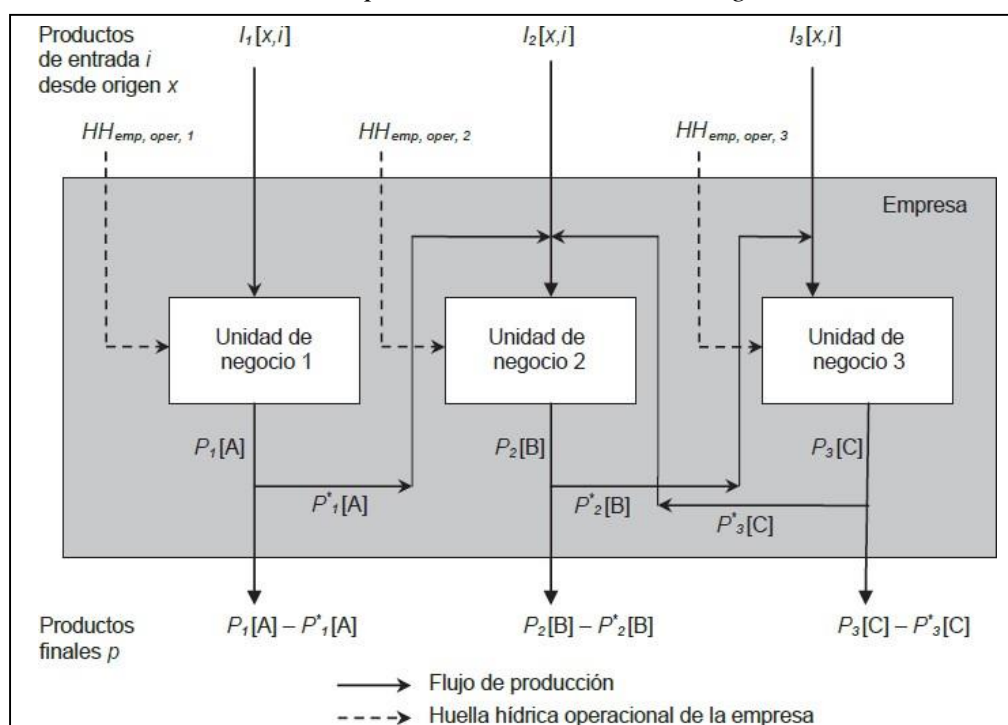 Productos
de entrada i
desde origen x
I1[x,i]
I2[x,i]
I3[x,i]
HHemp, oper, 1
HHemp, oper, 2
HHemp, oper, 3
Empresa
Unidad de
negocio 1
Unidad de
negocio 2
Unidad de
negocio 3
P1[A]
P2[B]
P3[C]
P*1[A]
P*2[B]
P*3[C]
Productos
finales p
P1[A] – P*1[A]
P2[B] – P*2[B]
P3[C] – P*3[C]
Flujo de producción
Huella hídrica operacional de la empresa